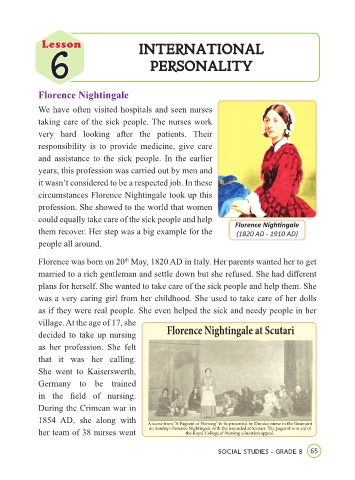 Lesson
6
INTERNATIONAL
PERSONALITY
Florence Nightingale
We have often visited hospitals and seen nurses
taking care of the sick people. The nurses work
very hard looking after the patients. Their
responsibility is to provide medicine, give care
and assistance to the sick people. In the earlier
years, this profession was carried out by men and
it wasn't considered to be a respected job. In these
circumstances Florence Nightingale took up this
profession. She showed to the world that women
could equally take care of the sick people and help
them recover. Her step was a big example for the
people all around.
Florence Nightingale
(1820 AD - 1910 AD)
Florence was born on 20th May, 1820 AD in Italy. Her parents wanted her to get
married to a rich gentleman and settle down but she refused. She had different
plans for herself. She wanted to take care of the sick people and help them. She
was a very caring girl from her childhood. She used to take care of her dolls
as if they were real people. She even helped the sick and needy people in her
village. At the age of 17, she
decided to take up nursing
as her profession. She felt
that it was her calling.
She went to Kaiserswerth,
Germany to be trained
in the field of nursing.
During the Crimean war in
1854 AD, she along with
her team of 38 nurses went
Florence Nightingale at Scutari
A scene from "A Pageant of Nursing" to be presented by Dundee nurses in the Gaumont
on Sunday—Florence Nightingale with the wounded at Scutari. The pageant is in aid of
the Royal College of Nursing education appeal.
SOCIAL STUDIES - GRADE 8 65